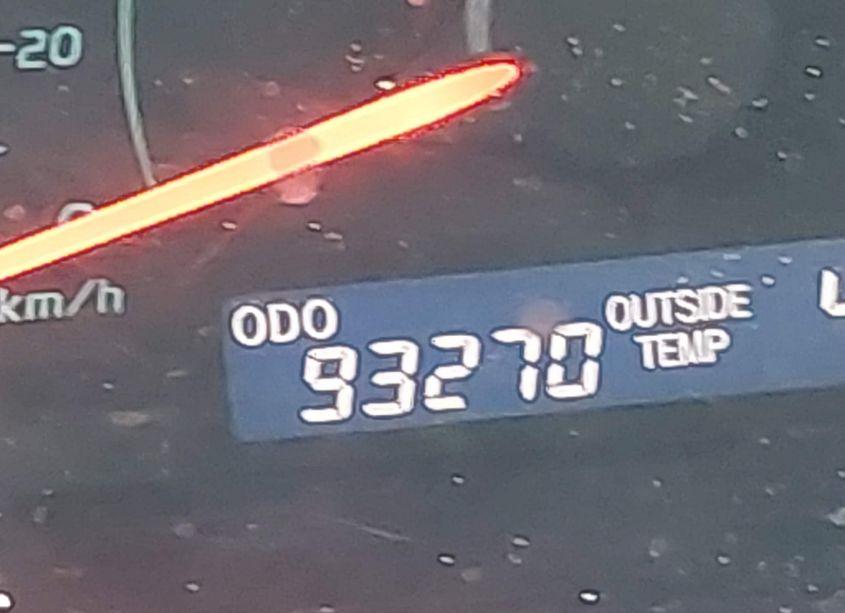 -20
km/h
ODO
93270
OUTSIDE
TEMP